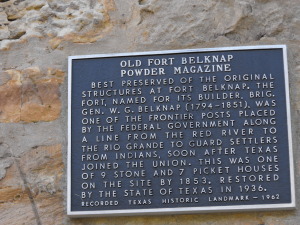 OLD FORT BELKNAP
POWDER MAGAZINE
BEST PRESERVED OF THE ORIGINAL
STRUCTURES AT FORT BELKNAP. THE
FORT, NAMED FOR ITS BUILDER, BRIG.
GEN. W. G. BELKNAP (1794-1851), WAS
ONE OF THE FRONTIER POSTS PLACED
BY THE FEDERAL GOVERNMENT ALONG
A LINE FROM THE RED RIVER TO
THE RIO GRANDE TO GUARD SETTLERS
FROM INDIANS, SOON AFTER TEXAS
JOINED THE UNION. THIS WAS ONE
OF 9 STONE AND 7 PICKET HOUSES
ON THE SITE BY 1853. RESTORED
BY THE STATE OF TEXAS IN 1936.
RECORDED TEXAS HISTORIC LANDMARK - 1962